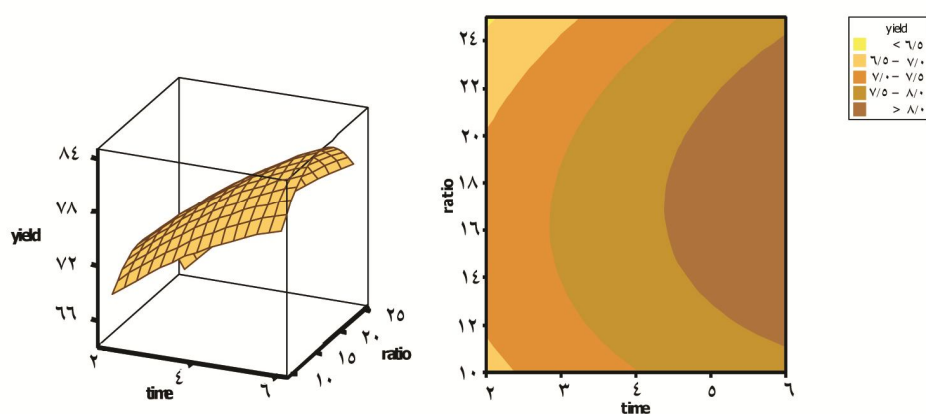 ٨٤
٧٨
yield
٧٢
٦٦
٢
٤
time
٦
١٠
١٥
٢٠
٢٥
ratio
٢٤
٢٢
٢٠
١٨
ratio
١٦
١٤
١٢
١٠
٢
٣
٤
٥
٦
time
yield
< ٦/٥
٦/٥ – ٧/٠
٧/٠ – ٧/٥
٧/٥ – ٨/٠
> ٨/٠